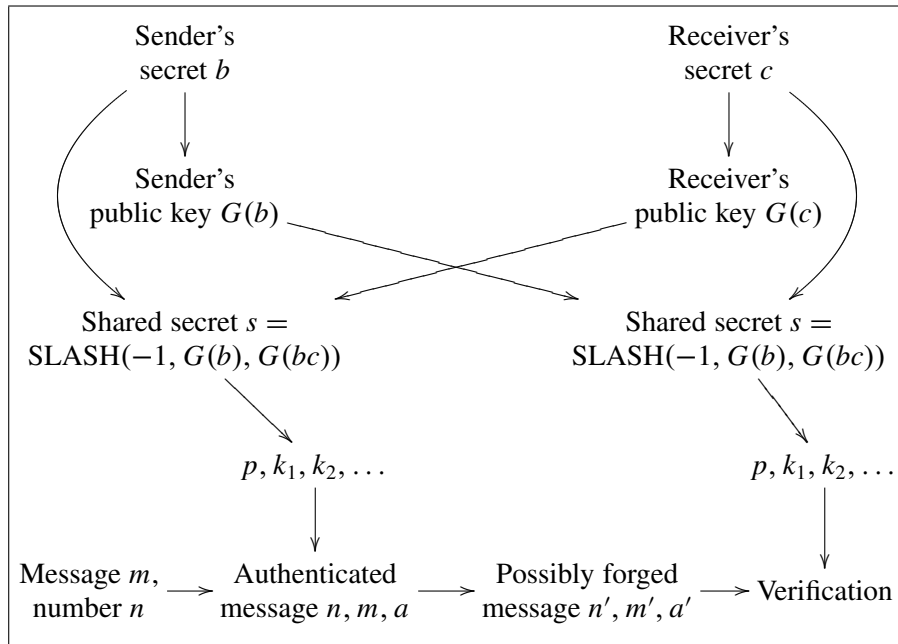 Sender's
secret b
Receiver's
secret c
Sender's
public key G(b)
Receiver's
public key G(c)
Shared secret s =
SLASH(−1, G(b), G(bc))
Shared secret s =
SLASH(−1, G(b), G(bc))
p, k₁, k₂, . . .
p, k₁, k₂, . . .
Message m,
number n
Authenticated
message n, m, a
Possibly forged
message n′, m′, a′
Verification